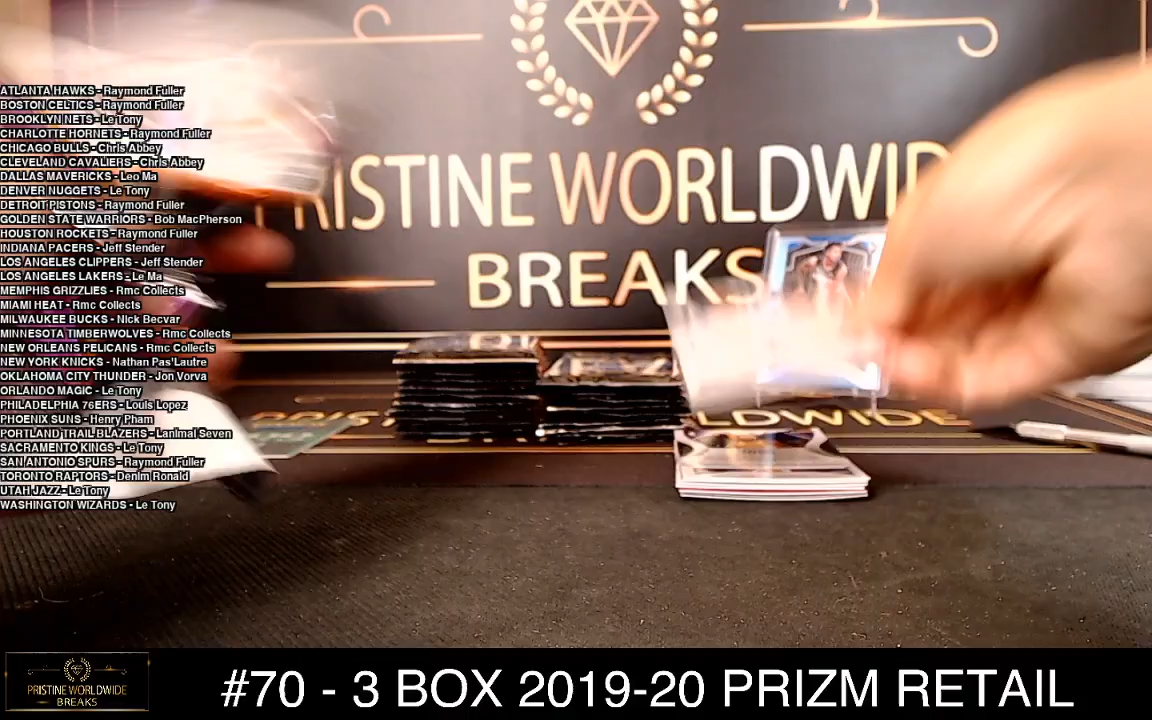 ATLANTA HAWKS - Raymond Fuller
BOSTON CELTICS - Raymond Fuller
BROOKLYN NETS - Le Tony
CHARLOTTE HORNETS - Raymond Fuller
CHICAGO BULLS - Chris Abbey
CLEVELAND CAVALIERS - Chris Abbey
DALLAS MAVERICKS - Leo Ma
DENVER NUGGETS - Le Tony
DETROIT PISTONS - Raymond Fuller
GOLDEN STATE WARRIORS - Bob MacPherson
HOUSTON ROCKETS - Raymond Fuller
INDIANA PACERS - Jeff Stender
LOS ANGELES CLIPPERS - Jeff Stender
LOS ANGELES LAKERS - Le Ma
MEMPHIS GRIZZLIES - Rmc Collects
MIAMI HEAT - Rmc Collects
MILWAUKEE BUCKS - Nick Becvar
MINNESOTA TIMBERWOLVES - Rmc Collects
NEW ORLEANS PELICANS - Rmc Collects
NEW YORK KNICKS - Nathan Pas'Lautre
OKLAHOMA CITY THUNDER - Jon Vorva
ORLANDO MAGIC - Le Tony
PHILADELPHIA 76ERS - Louis Lopez
PHOENIX SUNS - Henry Pham
PORTLAND TRAIL BLAZERS - Lanimal Seven
SACRAMENTO KINGS - Le Tony
SAN ANTONIO SPURS - Raymond Fuller
TORONTO RAPTORS - Denim Ronald
UTAH JAZZ - Le Tony
WASHINGTON WIZARDS - Le Tony
PRISTINE WORLDWID
BREAKS
PRIS LDWIDE
PRISTINE WORLDWIDE
BREAKS
#70 - 3 BOX 2019-20 PRIZM RETAIL